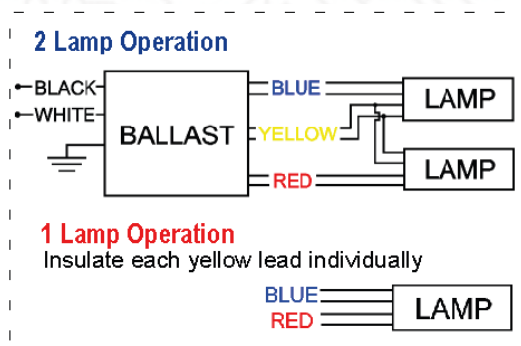 2 Lamp Operation
BLACK
WHITE
BALLAST
BLUE
YELLOW
RED
LAMP
LAMP
1 Lamp Operation
Insulate each yellow lead individually
BLUE
RED
LAMP